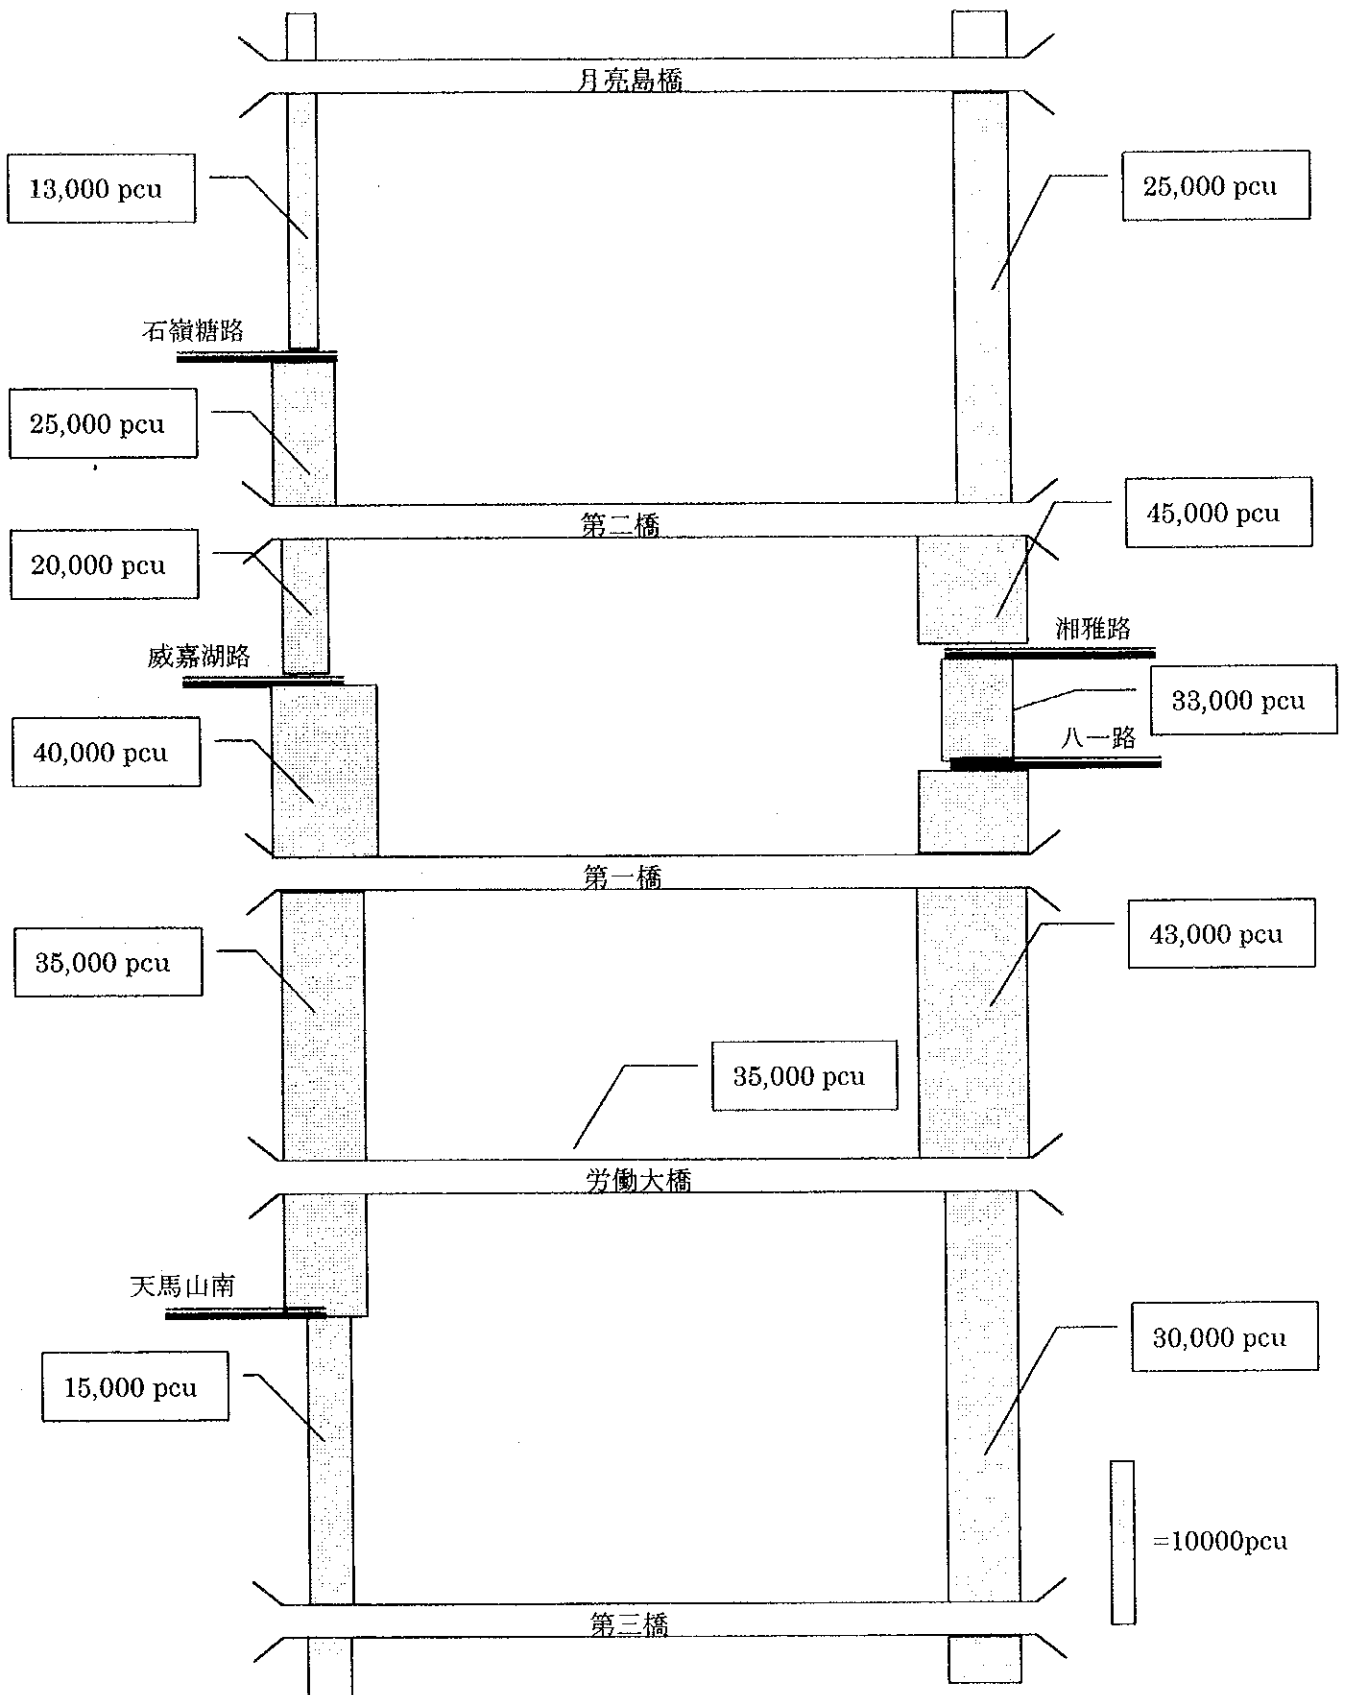 月亮島橋
13,000 pcu
25,000 pcu
石嶺糖路
25,000 pcu
45,000 pcu
第二橋
20,000 pcu
湘雅路
威嘉湖路
33,000 pcu
八一路
40,000 pcu
第一橋
43,000 pcu
35,000 pcu
35,000 pcu
労働大橋
天馬山南
30,000 pcu
15,000 pcu
=10000pcu
第三橋